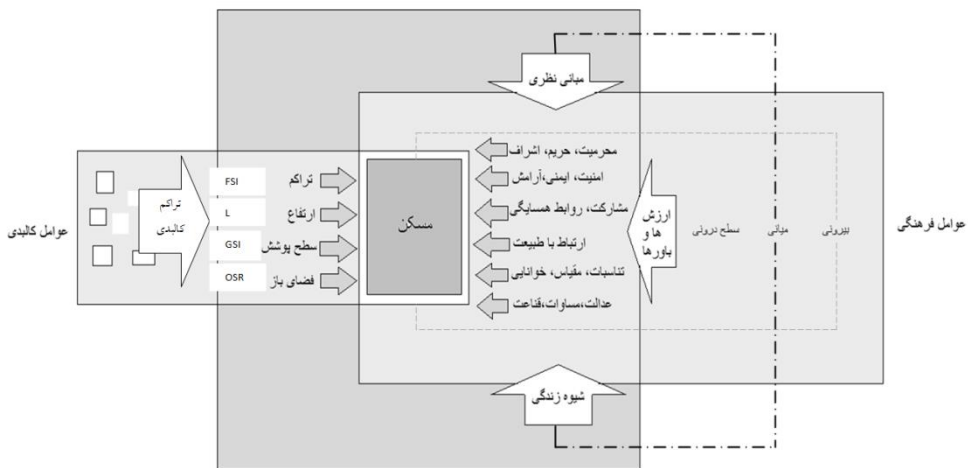 مبانی نظری
محرمیت، حریم، اشراف
امنیت، ایمنی،آرامش
مشارکت، روابط همسایگی
ارتباط با طبیعت
تناسبات، مقیاس، خوانایی
عدالت،مساوات،قناعت
عوامل فرهنگی
بیرونی
میانی
سطح درونی
ارزش
ها و
باورها
مسکن
تراکم
FSI
ارتفاع
L
سطح پوشش
GSI
فضای باز
OSR
تراکم
کالبدی
عوامل کالبدی
شیوه زندگی